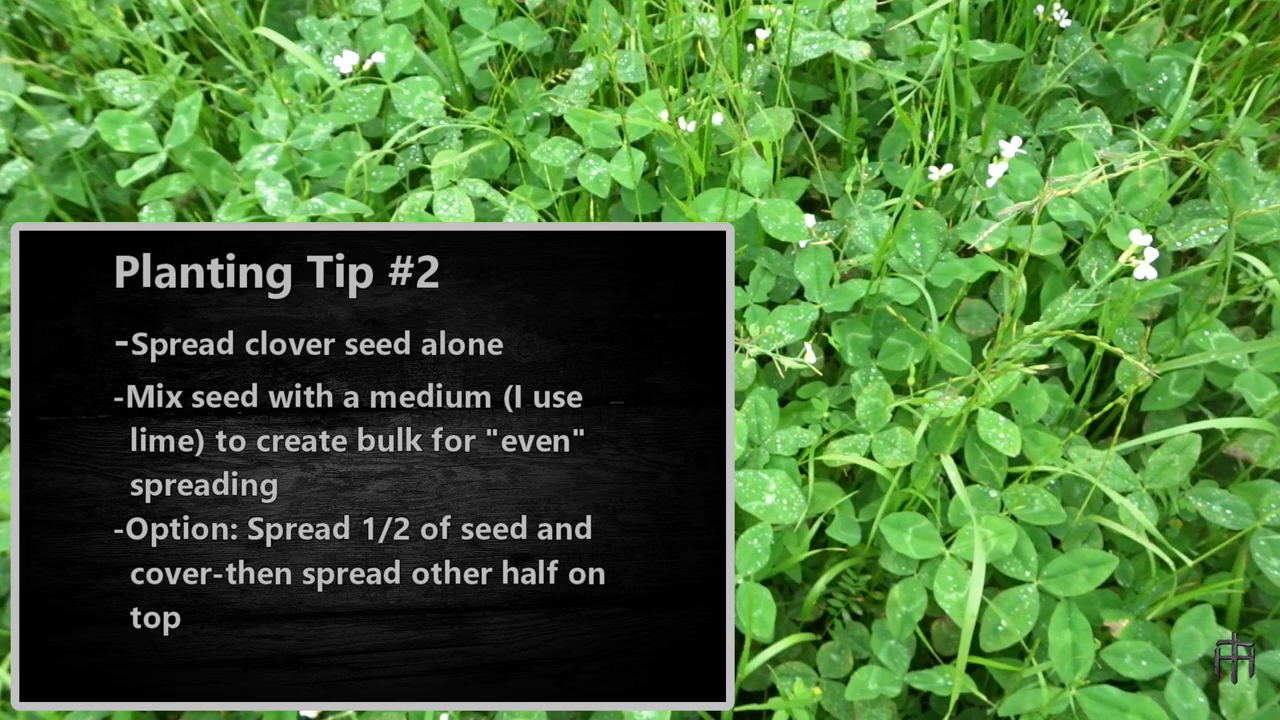 Planting Tip #2
-Spread clover seed alone
-Mix seed with a medium (I use
lime) to create bulk for "even"
spreading
-Option: Spread 1/2 of seed and
cover-then spread other half on
top